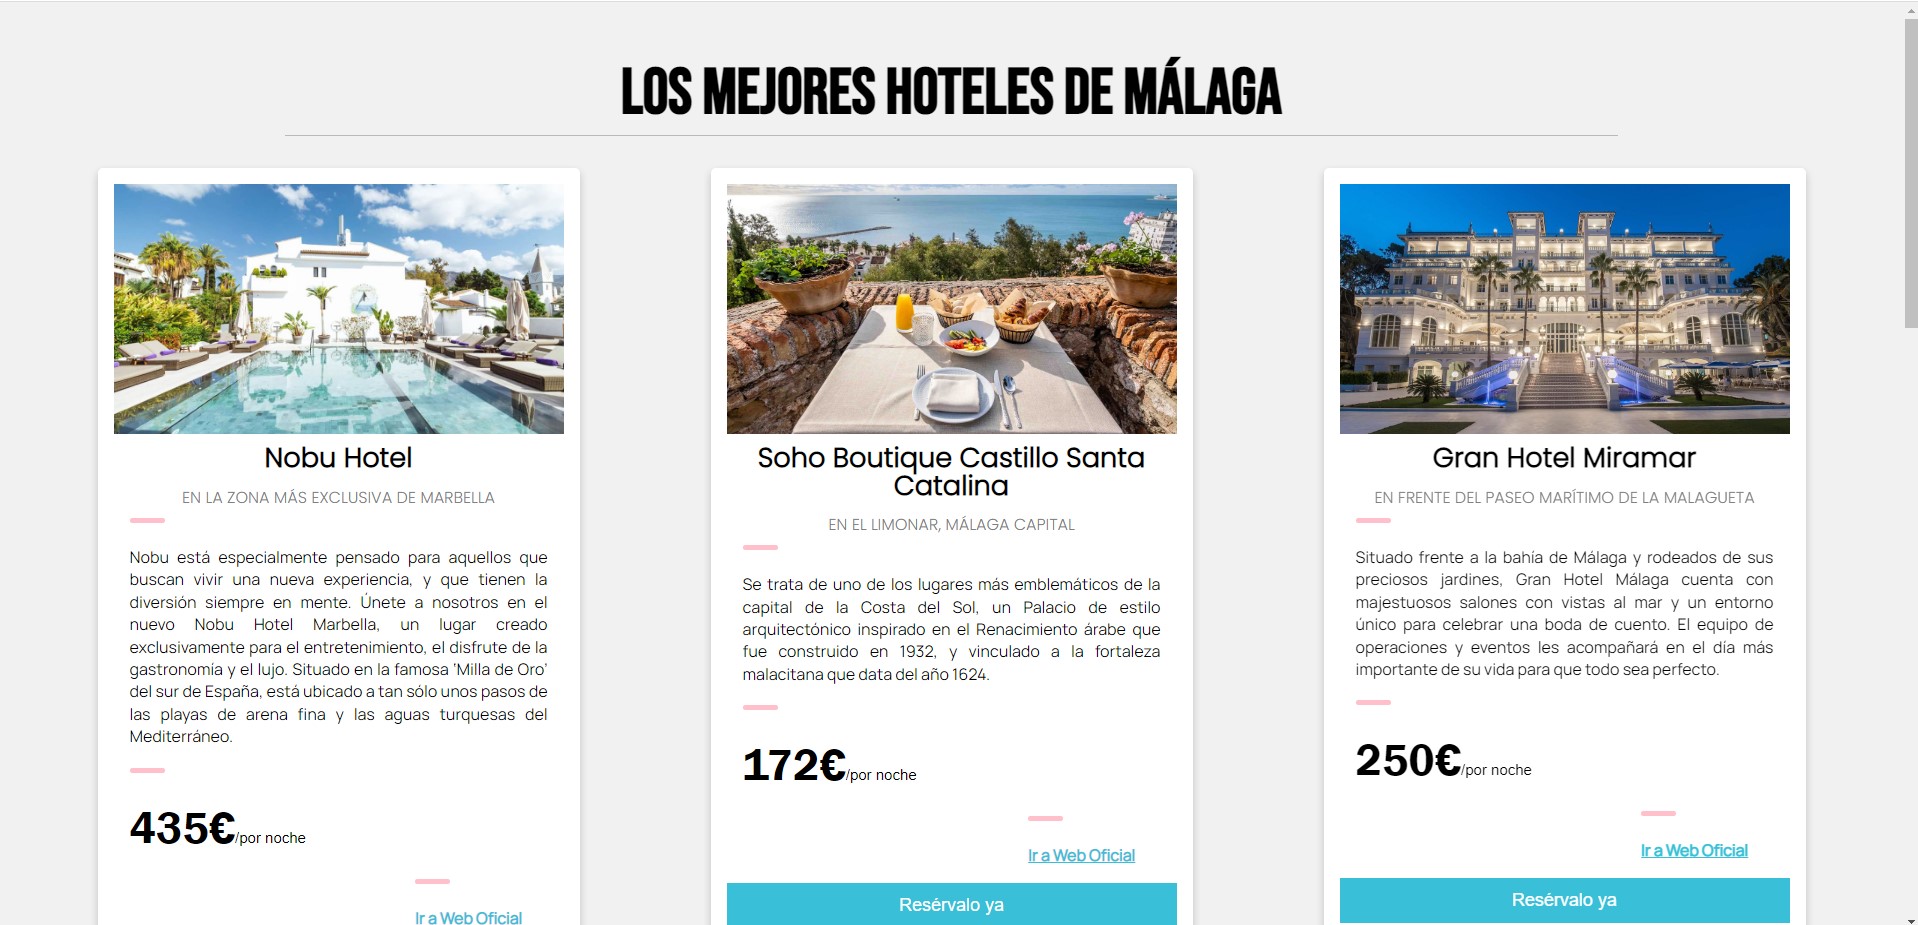 LOS MEJORES HOTELES DE MÁLAGA
Nobu Hotel
EN LA ZONA MÁS EXCLUSIVA DE MARBELLA
Nobu está especialmente pensado para aquellos que
buscan vivir una nueva experiencia, y que tienen la
diversión siempre en mente. Únete a nosotros en el
nuevo Nobu Hotel Marbella, un lugar creado
exclusivamente para el entretenimiento, el disfrute de la
gastronomía y el lujo. Situado en la famosa ‘Milla de Oro’
del sur de España, está ubicado a tan sólo unos pasos de
las playas de arena fina y las aguas turquesas del
Mediterráneo.
435€/por noche
Ir a Web Oficial
Soho Boutique Castillo Santa
Catalina
EN EL LIMONAR, MÁLAGA CAPITAL
Se trata de uno de los lugares más emblemáticos de la
capital de la Costa del Sol, un Palacio de estilo
arquitectónico inspirado en el Renacimiento árabe que
fue construido en 1932, y vinculado a la fortaleza
malacitana que data del año 1624.
172€/por noche
Ir a Web Oficial
Resérvalo ya
Gran Hotel Miramar
EN FRENTE DEL PASEO MARÍTIMO DE LA MALAGUETA
Situado frente a la bahía de Málaga y rodeados de sus
preciosos jardines, Gran Hotel Málaga cuenta con
majestuosos salones con vistas al mar y un entorno
único para celebrar una boda de cuento. El equipo de
operaciones y eventos les acompañará en el día más
importante de su vida para que todo sea perfecto.
250€/por noche
Ir a Web Oficial
Resérvalo ya